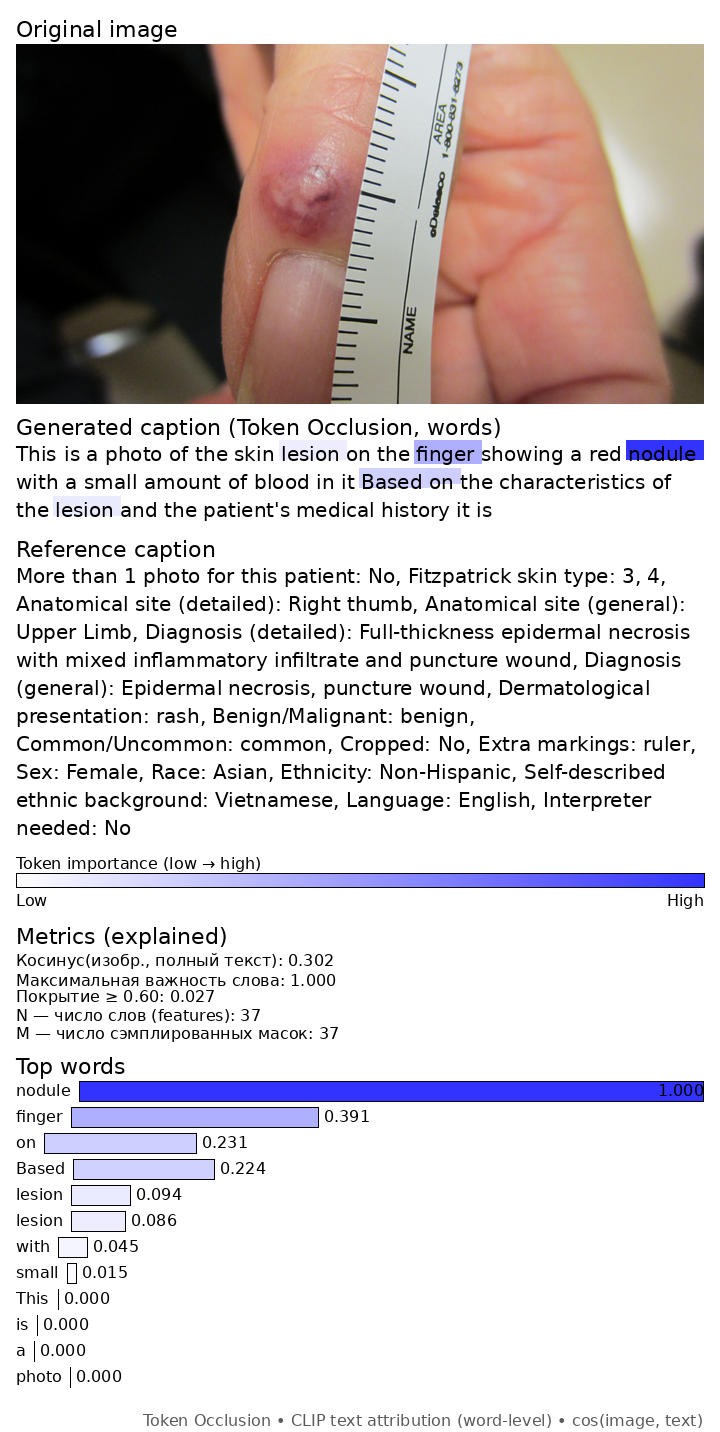 Original image
AREA
1-800-831-6273
eDelasco
NAME
Generated caption (Token Occlusion, words)
This is a photo of the skin lesion on the finger showing a red nodule
with a small amount of blood in it Based on the characteristics of
the lesion and the patient's medical history it is
Reference caption
More than 1 photo for this patient: No, Fitzpatrick skin type: 3, 4,
Anatomical site (detailed): Right thumb, Anatomical site (general):
Upper Limb, Diagnosis (detailed): Full-thickness epidermal necrosis
with mixed inflammatory infiltrate and puncture wound, Diagnosis
(general): Epidermal necrosis, puncture wound, Dermatological
presentation: rash, Benign/Malignant: benign,
Common/Uncommon: common, Cropped: No, Extra markings: ruler,
Sex: Female, Race: Asian, Ethnicity: Non-Hispanic, Self-described
ethnic background: Vietnamese, Language: English, Interpreter
needed: No
Token importance (low → high)
Low High
Metrics (explained)
Косинус(изобр., полный текст): 0.302
Максимальная важность слова: 1.000
Покрытие ≥ 0.60: 0.027
N — число слов (features): 37
M — число сэмплированных масок: 37
Top words
nodule 1.000
finger 0.391
on 0.231
Based 0.224
lesion 0.094
lesion 0.086
with 0.045
small 0.015
This 0.000
is 0.000
a 0.000
photo 0.000
Token Occlusion • CLIP text attribution (word-level) • cos(image, text)